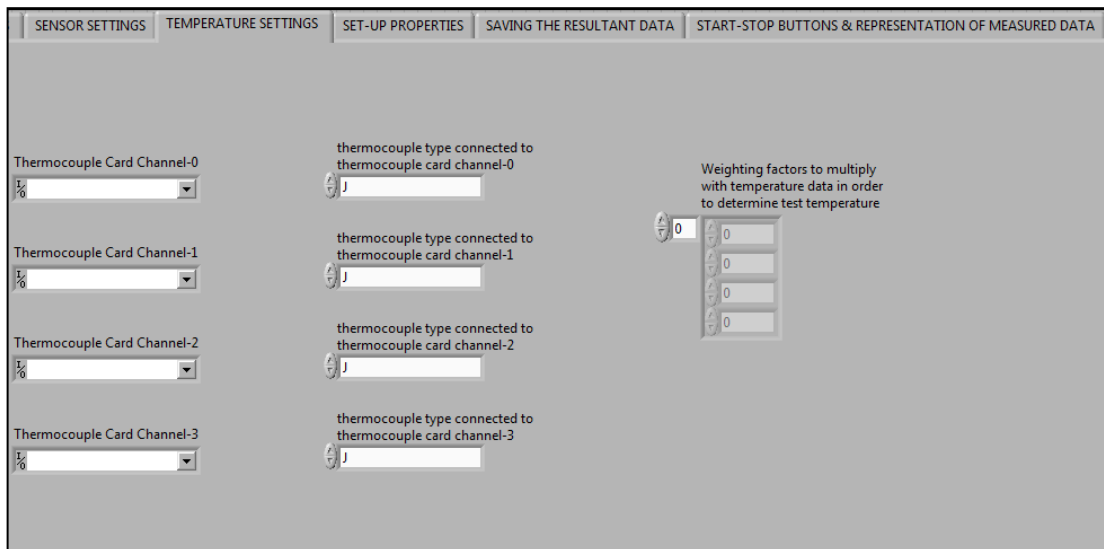 SENSOR SETTINGS
TEMPERATURE SETTINGS
SET-UP PROPERTIES
SAVING THE RESULTANT DATA
START-STOP BUTTONS & REPRESENTATION OF MEASURED DATA
Thermocouple Card Channel-0
I/0
thermocouple type connected to
thermocouple card channel-0
J
Thermocouple Card Channel-1
I/0
thermocouple type connected to
thermocouple card channel-1
J
Thermocouple Card Channel-2
I/0
thermocouple type connected to
thermocouple card channel-2
J
Thermocouple Card Channel-3
I/0
thermocouple type connected to
thermocouple card channel-3
J
Weighting factors to multiply
with temperature data in order
to determine test temperature
0
0
0
0
0